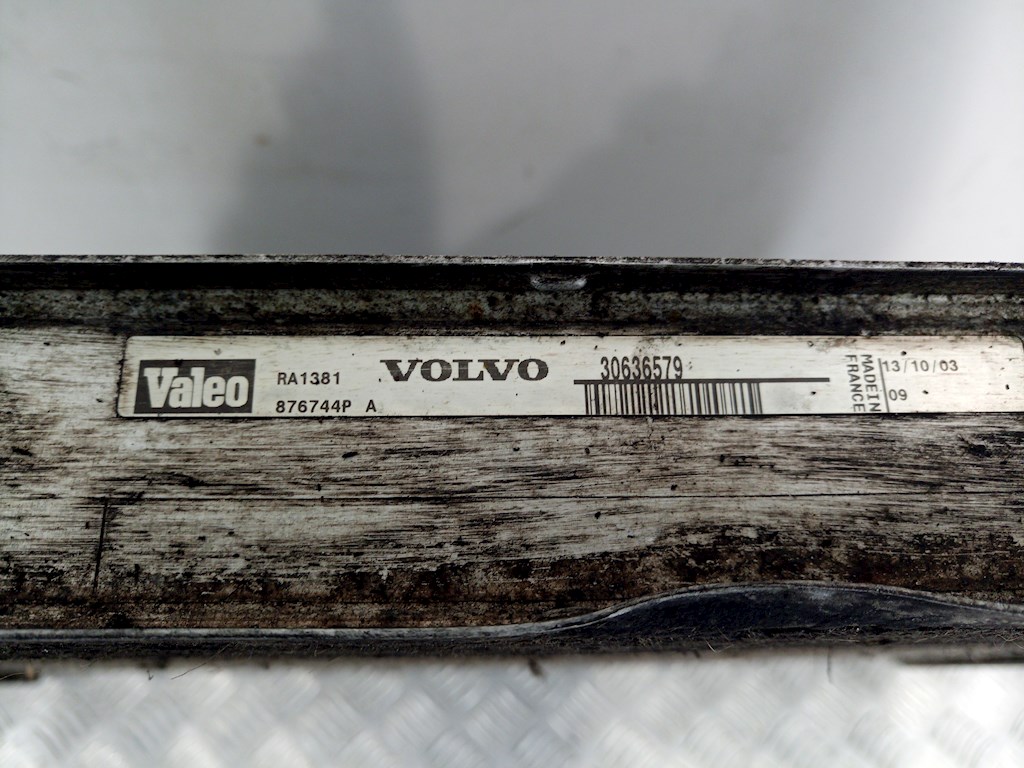 Valeo
RA1381
876744P A
VOLVO
30636579
MADE IN
FRANCE
13/10/03
09